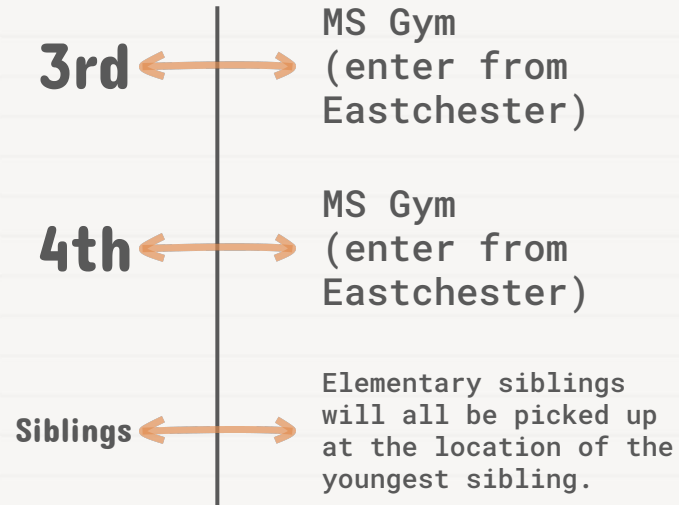 3rd
MS Gym
(enter from
Eastchester)
4th
MS Gym
(enter from
Eastchester)
Siblings
Elementary siblings
will all be picked up
at the location of the
youngest sibling.